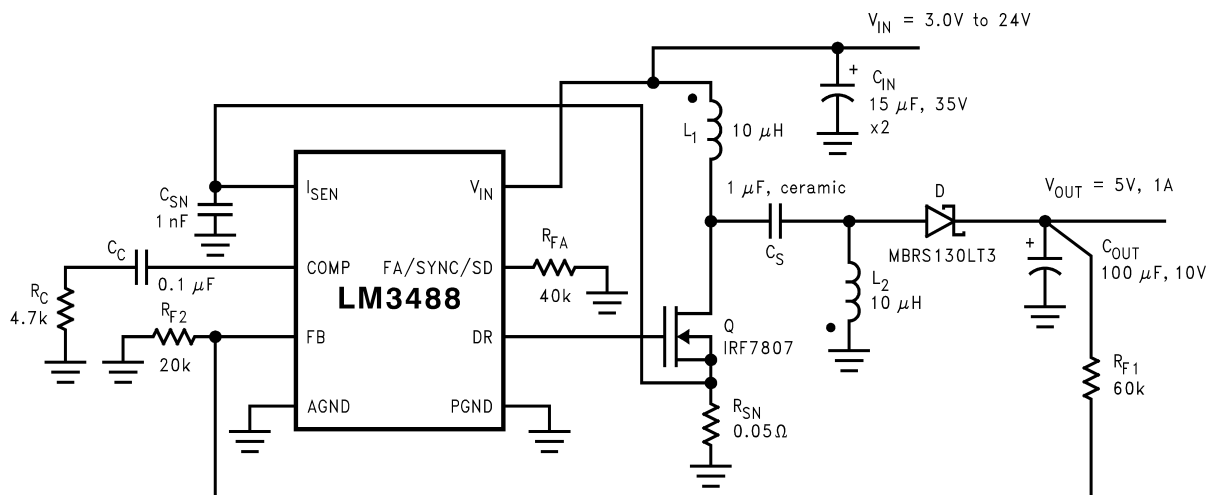 V_IN = 3.0V to 24V
+
C_IN
15 μF, 35V
x2
L_1
10 μH
I_SEN
V_IN
C_SN
1 nF
1 μF, ceramic
C_S
D
MBRS130LT3
V_OUT = 5V, 1A
+
C_OUT
100 μF, 10V
C_C
0.1 μF
COMP
FA/SYNC/SD
R_FA
40k
L_2
10 μH
LM3488
R_C
4.7k
R_F2
20k
FB
DR
Q
IRF7807
R_F1
60k
AGND
PGND
R_SN
0.05Ω